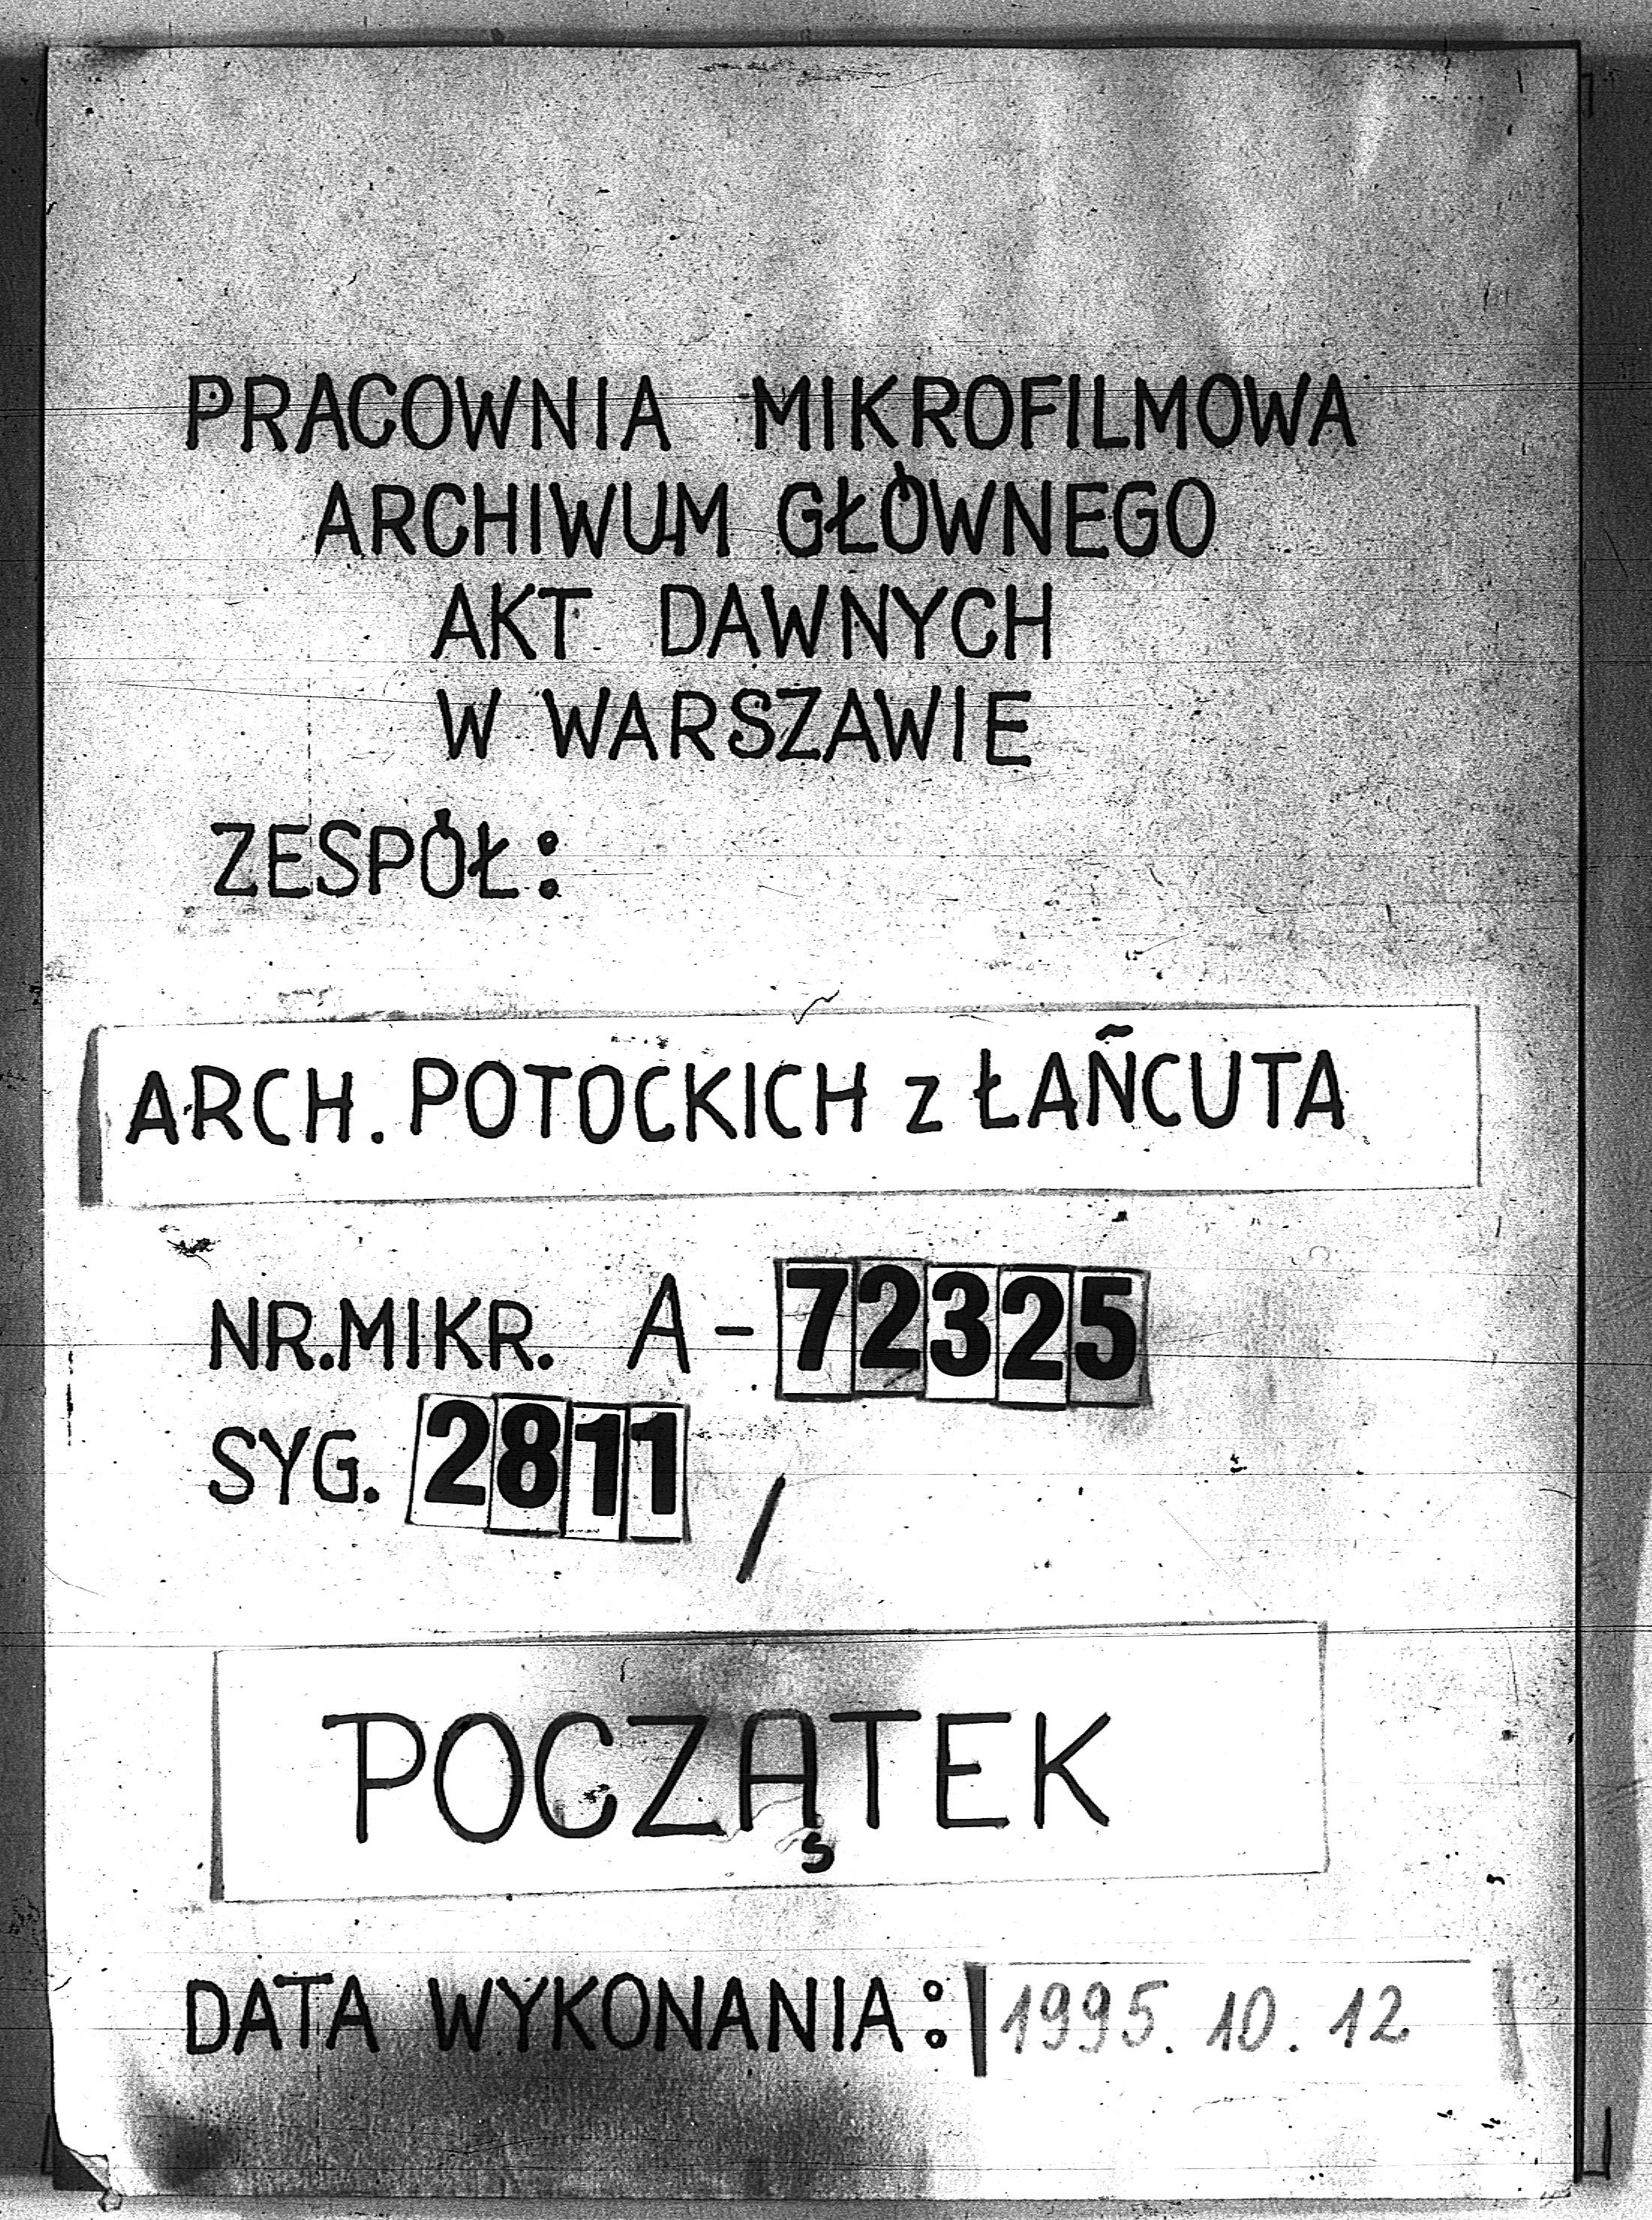 PRACOWNIA MIKROFILMOWA
ARCHIWUM GŁÓWNEGO
AKT DAWNYCH
W WARSZAWIE
ZESPÓŁ:
ARCH. POTOCKICH z ŁAŃCUTA
NR.MIKR. A-72325
SYG. 2811 /
POCZĄTEK
DATA WYKONANIA: 1995.10.12